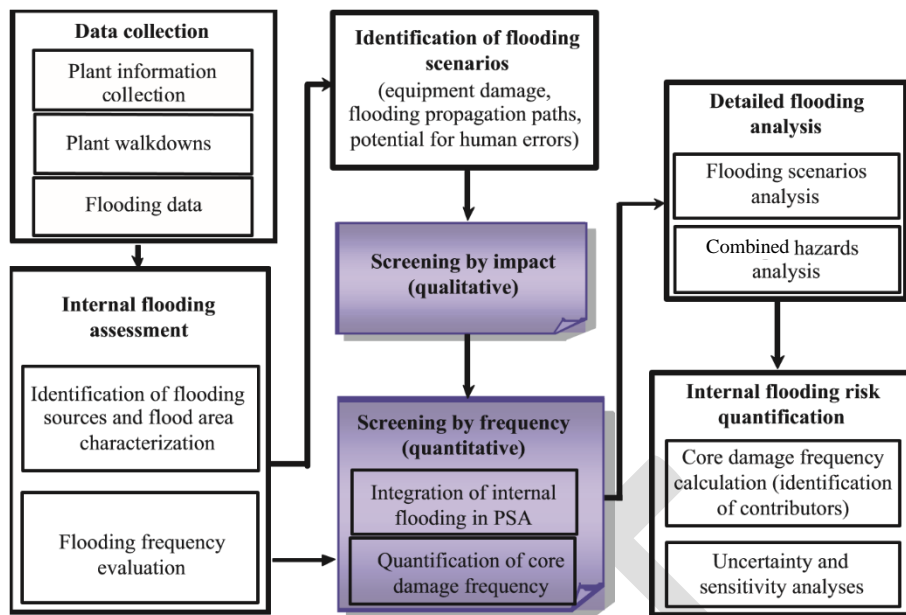 Data collection
Plant information
collection
Plant walkdowns
Flooding data
Internal flooding
assessment
Identification of flooding
sources and flood area
characterization
Flooding frequency
evaluation
Identification of flooding
scenarios
(equipment damage,
flooding propagation paths,
potential for human errors)
Screening by impact
(qualitative)
Screening by frequency
(quantitative)
Integration of internal
flooding in PSA
Quantification of core
damage frequency
Detailed flooding
analysis
Flooding scenarios
analysis
Combined hazards
analysis
Internal flooding risk
quantification
Core damage frequency
calculation (identification
of contributors)
Uncertainty and
sensitivity analyses